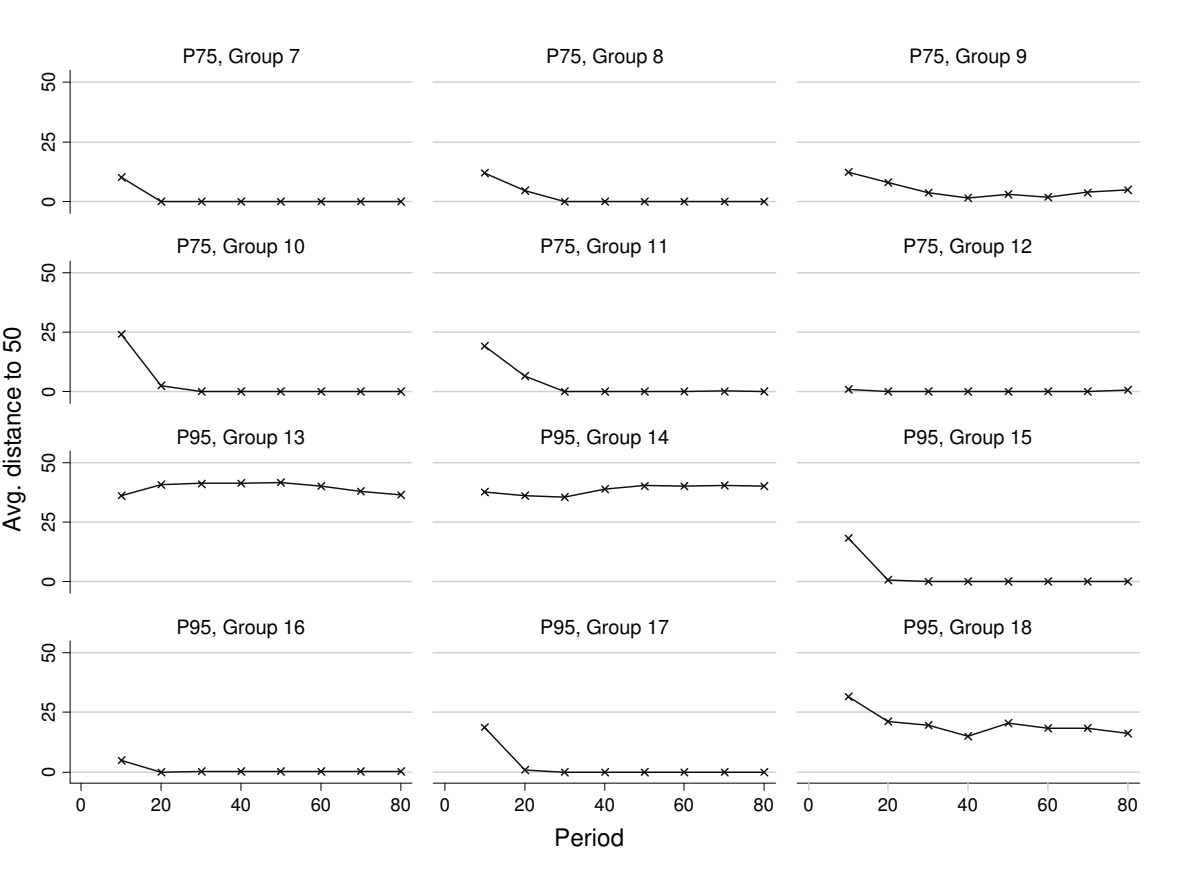 P75, Group 7
P75, Group 8
P75, Group 9
50
25
0
P75, Group 10
P75, Group 11
P75, Group 12
50
25
0
Avg. distance to 50
P95, Group 13
P95, Group 14
P95, Group 15
50
25
0
P95, Group 16
P95, Group 17
P95, Group 18
50
25
0
0 20 40 60 80
0 20 40 60 80
0 20 40 60 80
Period